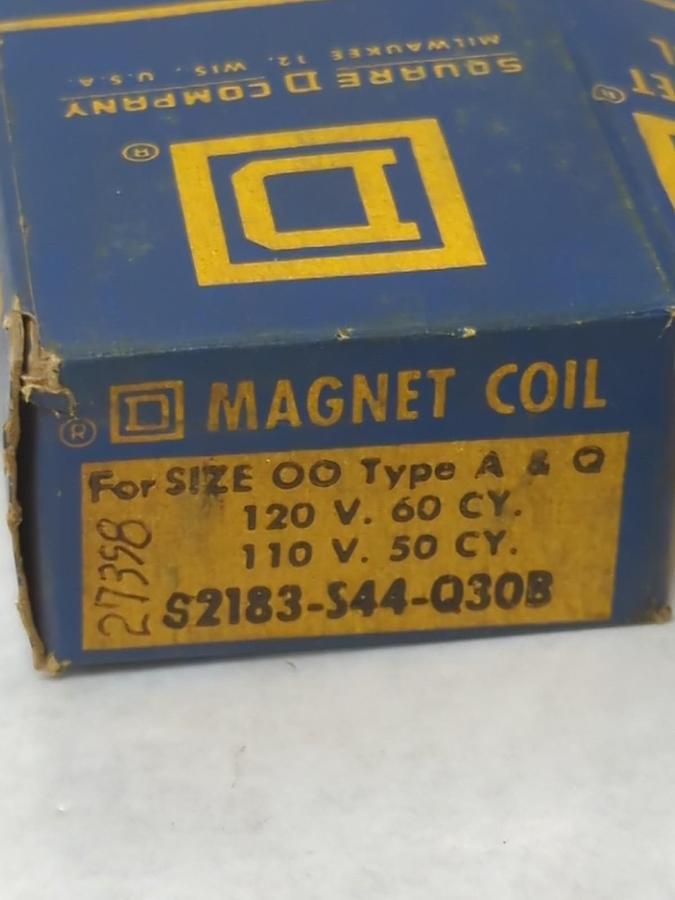 SQUARE D COMPANY
MILWAUKEE 12, WIS., U.S.A.
®
D
®
® D MAGNET COIL
For SIZE OO Type A & Q
120 V. 60 CY.
110 V. 50 CY.
S2183-S44-Q30B
27398